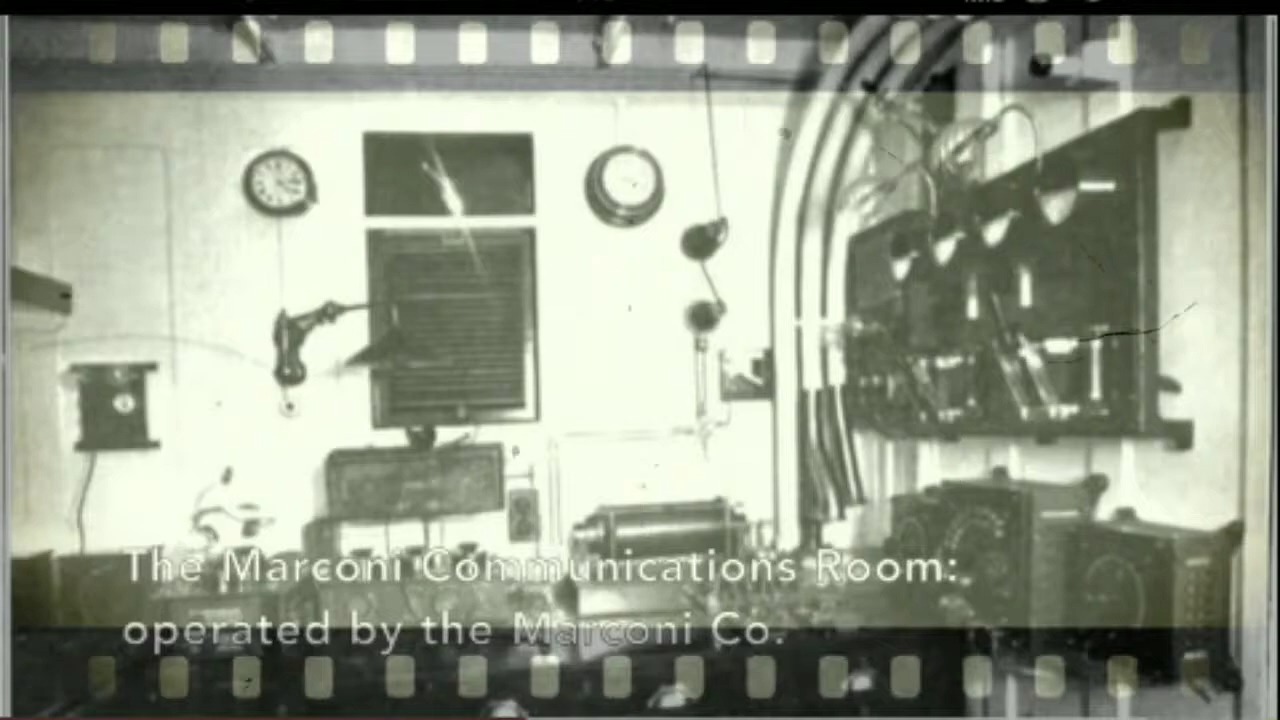 The Marconi Communications Room:
operated by the Marconi Co.